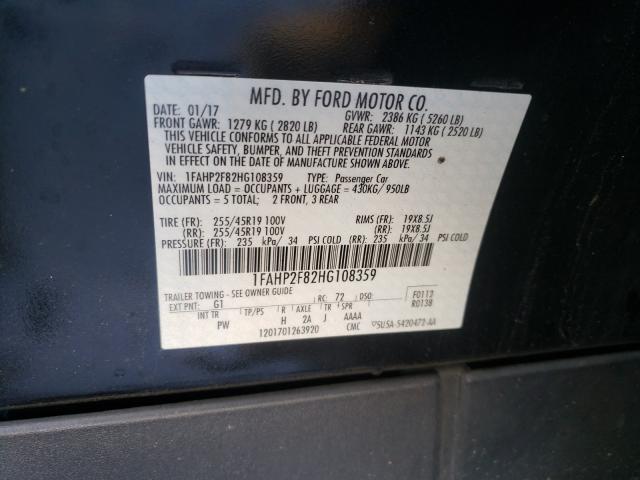 MFD. BY FORD MOTOR CO.
DATE: 01/17 GVWR: 2386 KG ( 5260 LB)
FRONT GAWR: 1279 KG ( 2820 LB) REAR GAWR: 1143 KG ( 2520 LB)
THIS VEHICLE CONFORMS TO ALL APPLICABLE FEDERAL MOTOR
VEHICLE SAFETY, BUMPER, AND THEFT PREVENTION STANDARDS
IN EFFECT ON THE DATE OF MANUFACTURE SHOWN ABOVE.
VIN: 1FAHP2F82HG108359 TYPE: Passenger Car
MAXIMUM LOAD = OCCUPANTS + LUGGAGE = 430KG/ 950LB
OCCUPANTS = 5 TOTAL; 2 FRONT, 3 REAR
TIRE (FR): 255/45R19 100V RIMS (FR): 19X8.5J
(RR): 255/45R19 100V (RR): 19X8.5J
PRESSURE (FR): 235 kPa/ 34 PSI COLD (RR): 235 kPa/ 34 PSI COLD
1FAHP2F82HG108359
TRAILER TOWING - SEE OWNER GUIDE
EXT PNT: G1 RC: 72 DSO: F0113
R0138
INT TR TP/PS R AXLE TR SPR
PW H 2A J AAAA
1201701263920 CMC